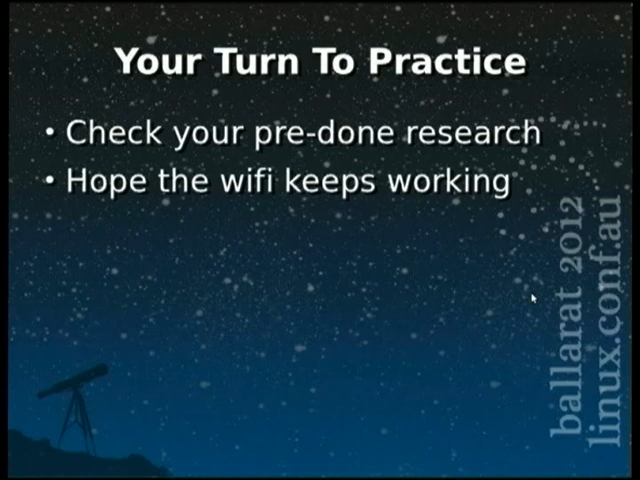 Your Turn To Practice
• Check your pre-done research
• Hope the wifi keeps working
ballarat 2012
linux.conf.au